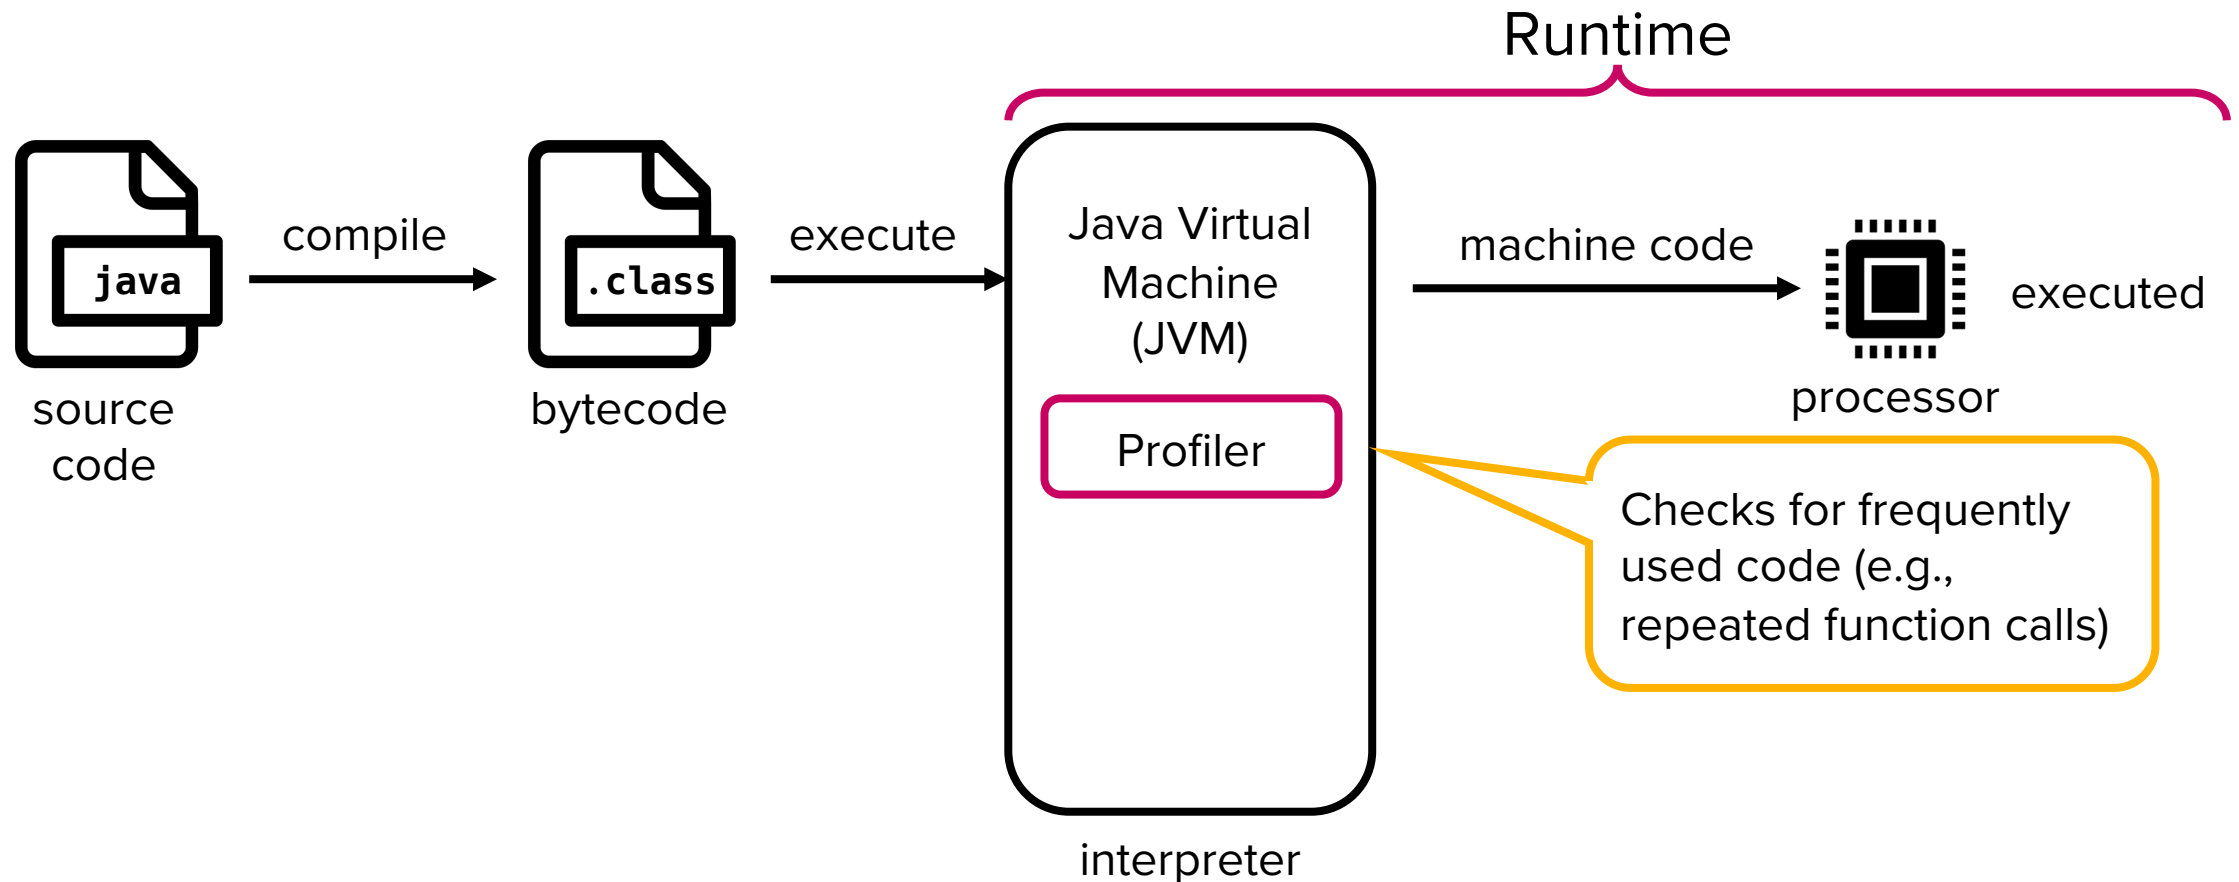 Runtime
java
source
code
compile
.class
bytecode
execute
Java Virtual
Machine
(JVM)
Profiler
interpreter
machine code
processor
executed
Checks for frequently
used code (e.g.,
repeated function calls)